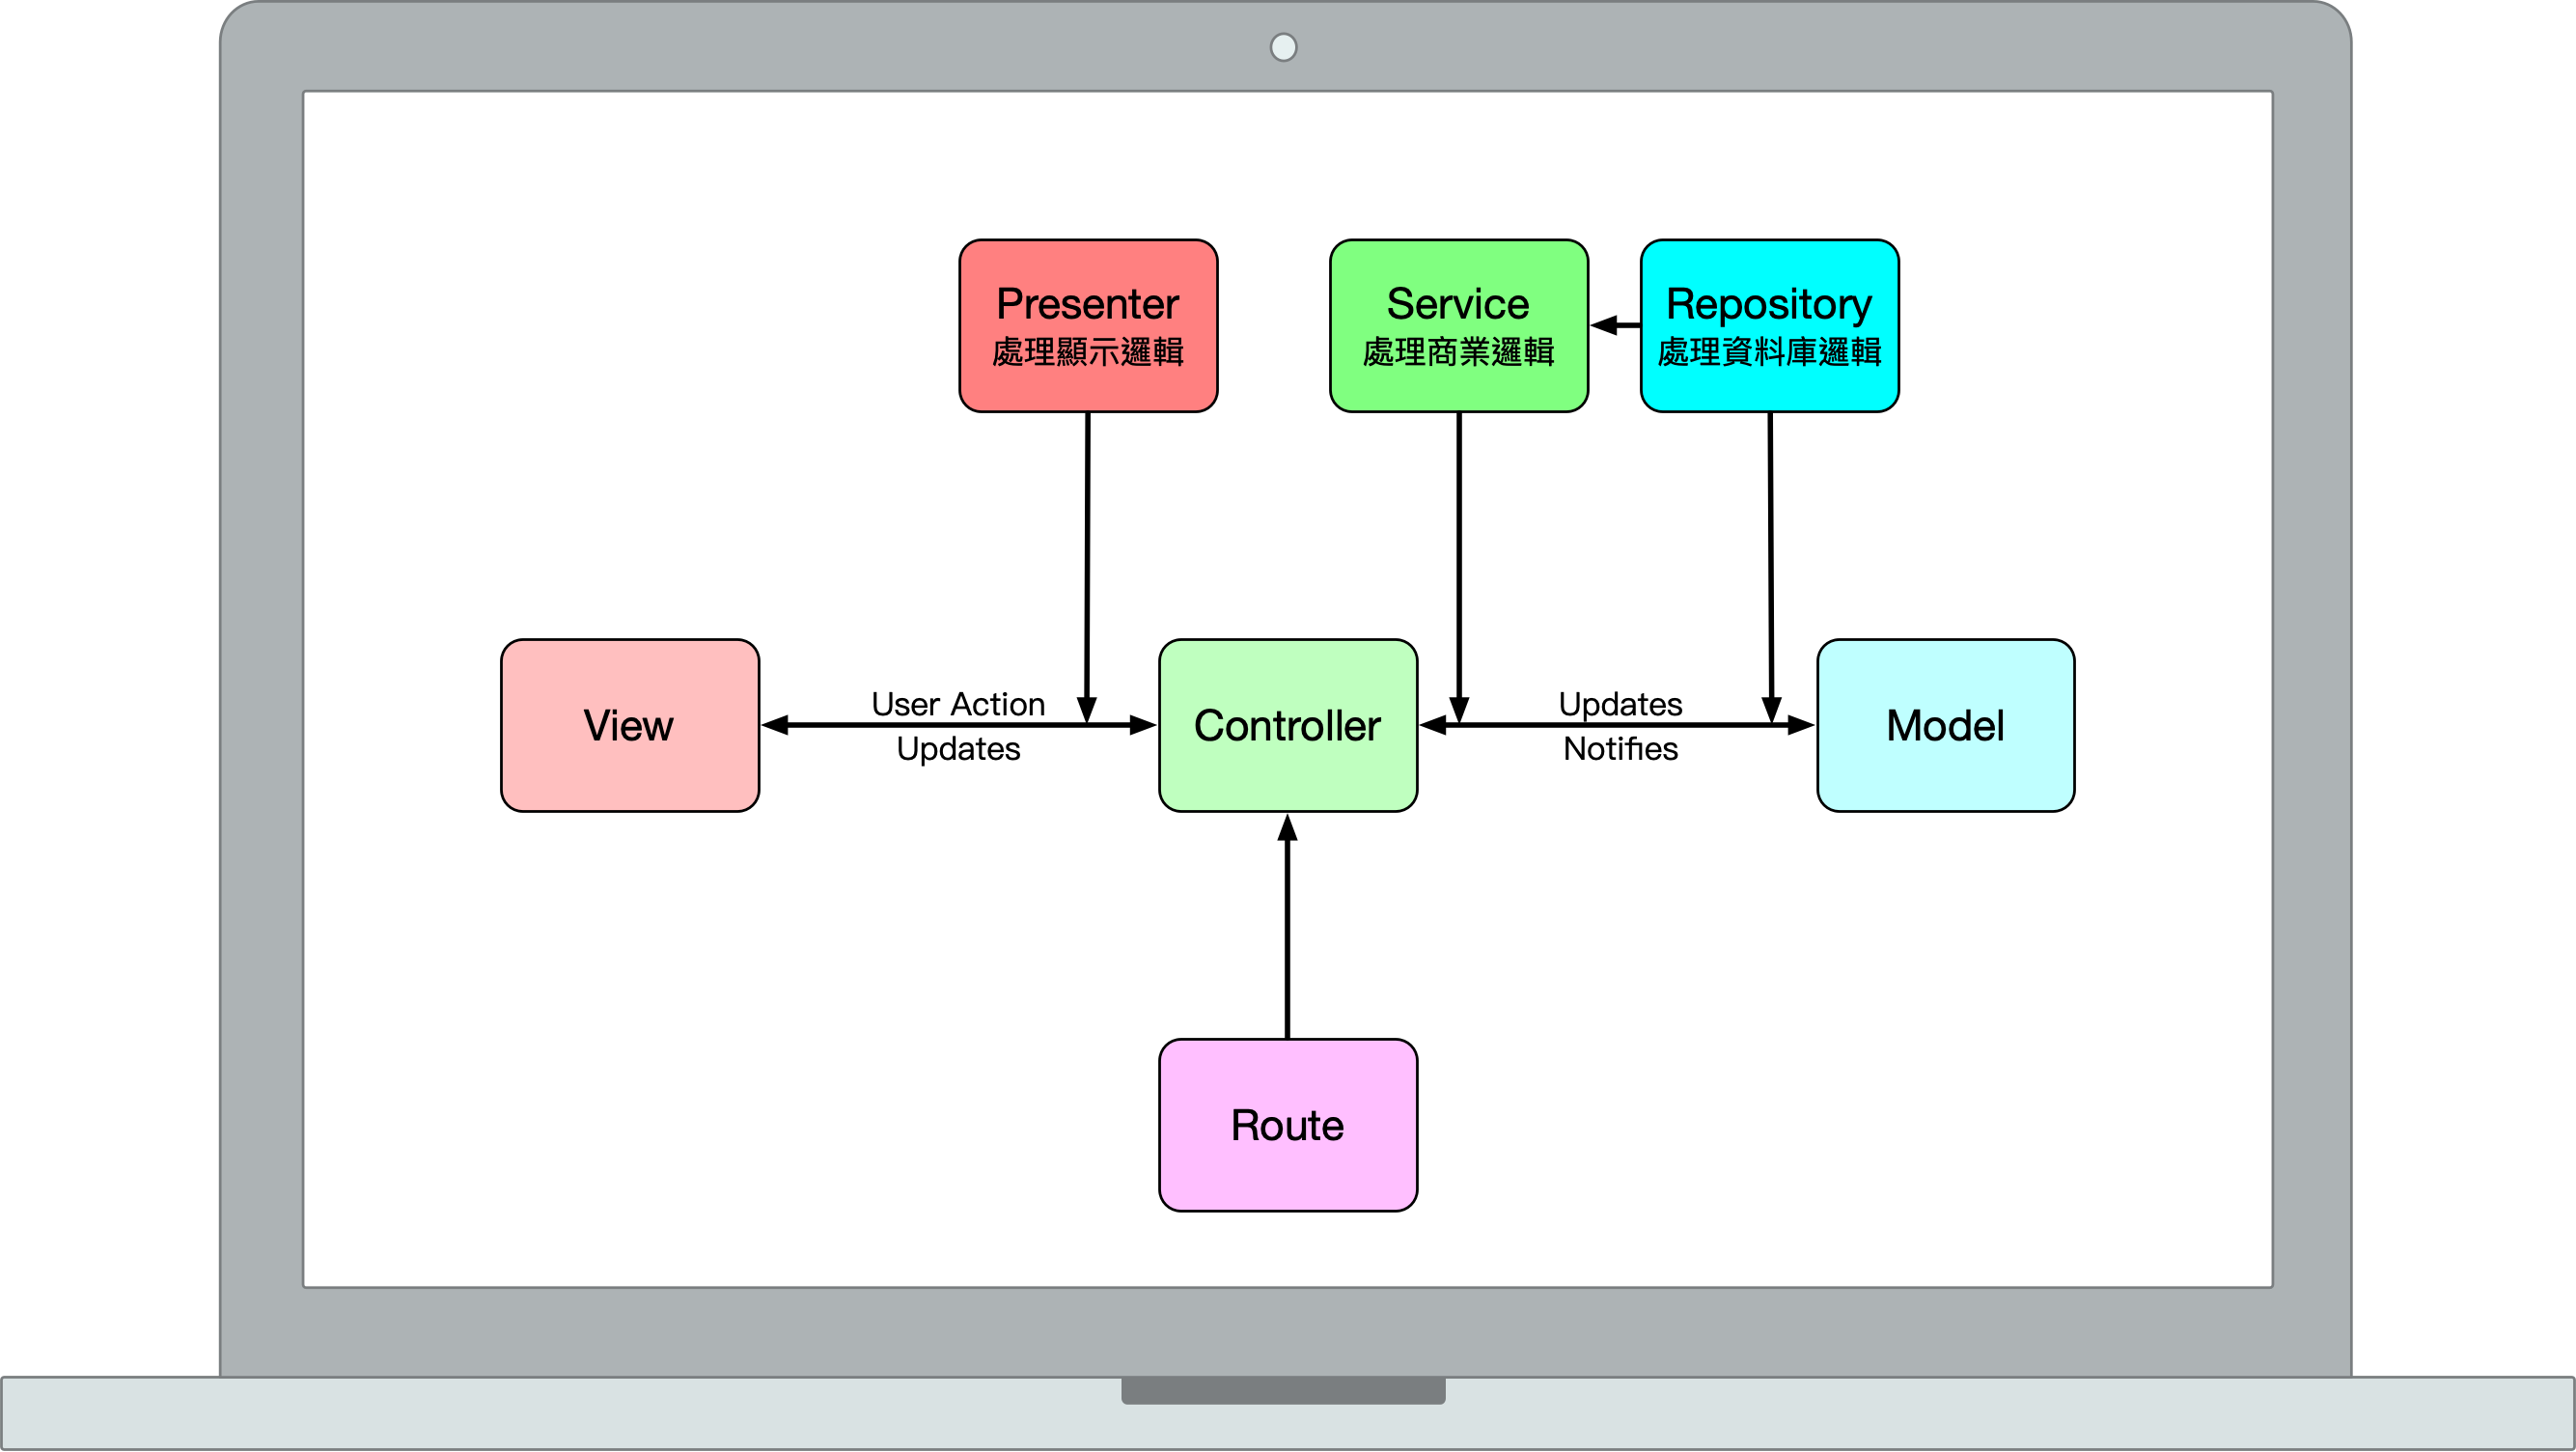 Presenter
處理顯示邏輯
Service
處理商業邏輯
Repository
處理資料庫邏輯
View
User Action
Updates
Controller
Updates
Notifies
Model
Route